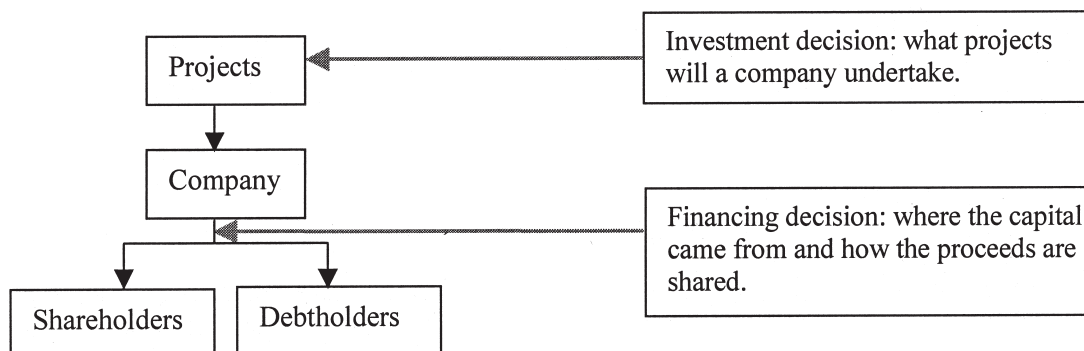 Projects
Investment decision: what projects
will a company undertake.
Company
Financing decision: where the capital
came from and how the proceeds are
shared.
Shareholders
Debtholders